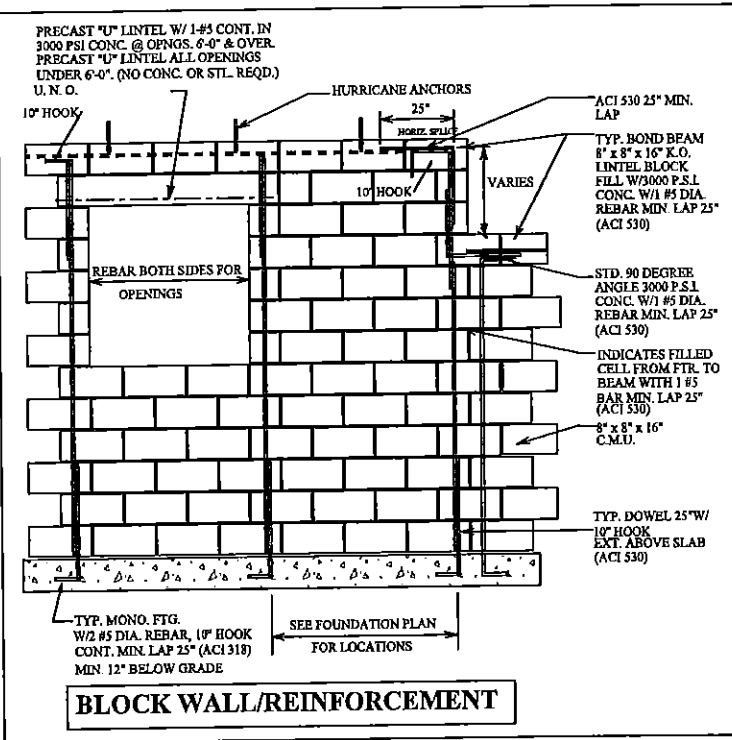 PRECAST "U" LINTEL W/ 1-#5 CONT. IN
3000 PSI CONC. @ OPNGS. 6'-0" & OVER.
PRECAST "U" LINTEL ALL OPENINGS
UNDER 6'-0". (NO CONC. OR STL. REQD.)
U. N. O.
10" HOOK
HURRICANE ANCHORS
25"
HORIZ. SPLICE
10" HOOK
VARIES
ACI 530 25" MIN.
LAP
TYP. BOND BEAM
8" x 8" x 16" K.O.
LINTEL BLOCK
FILL W/3000 P.S.I.
CONC. W/1 #5 DIA.
REBAR MIN. LAP 25"
(ACI 530)
REBAR BOTH SIDES FOR
OPENINGS
STD. 90 DEGREE
ANGLE 3000 P.S.I.
CONC. W/1 #5 DIA.
REBAR MIN. LAP 25"
(ACI 530)
INDICATES FILLED
CELL FROM FTR. TO
BEAM WITH 1 #5
BAR MIN. LAP 25"
(ACI 530)
8" x 8" x 16"
C.M.U.
TYP. DOWEL 25"W/
10" HOOK
EXT. ABOVE SLAB
(ACI 530)
TYP. MONO. FTG.
W/2 #5 DIA. REBAR, 10" HOOK
CONT. MIN. LAP 25" (ACI 318)
MIN. 12" BELOW GRADE
SEE FOUNDATION PLAN
FOR LOCATIONS
BLOCK WALL/REINFORCEMENT